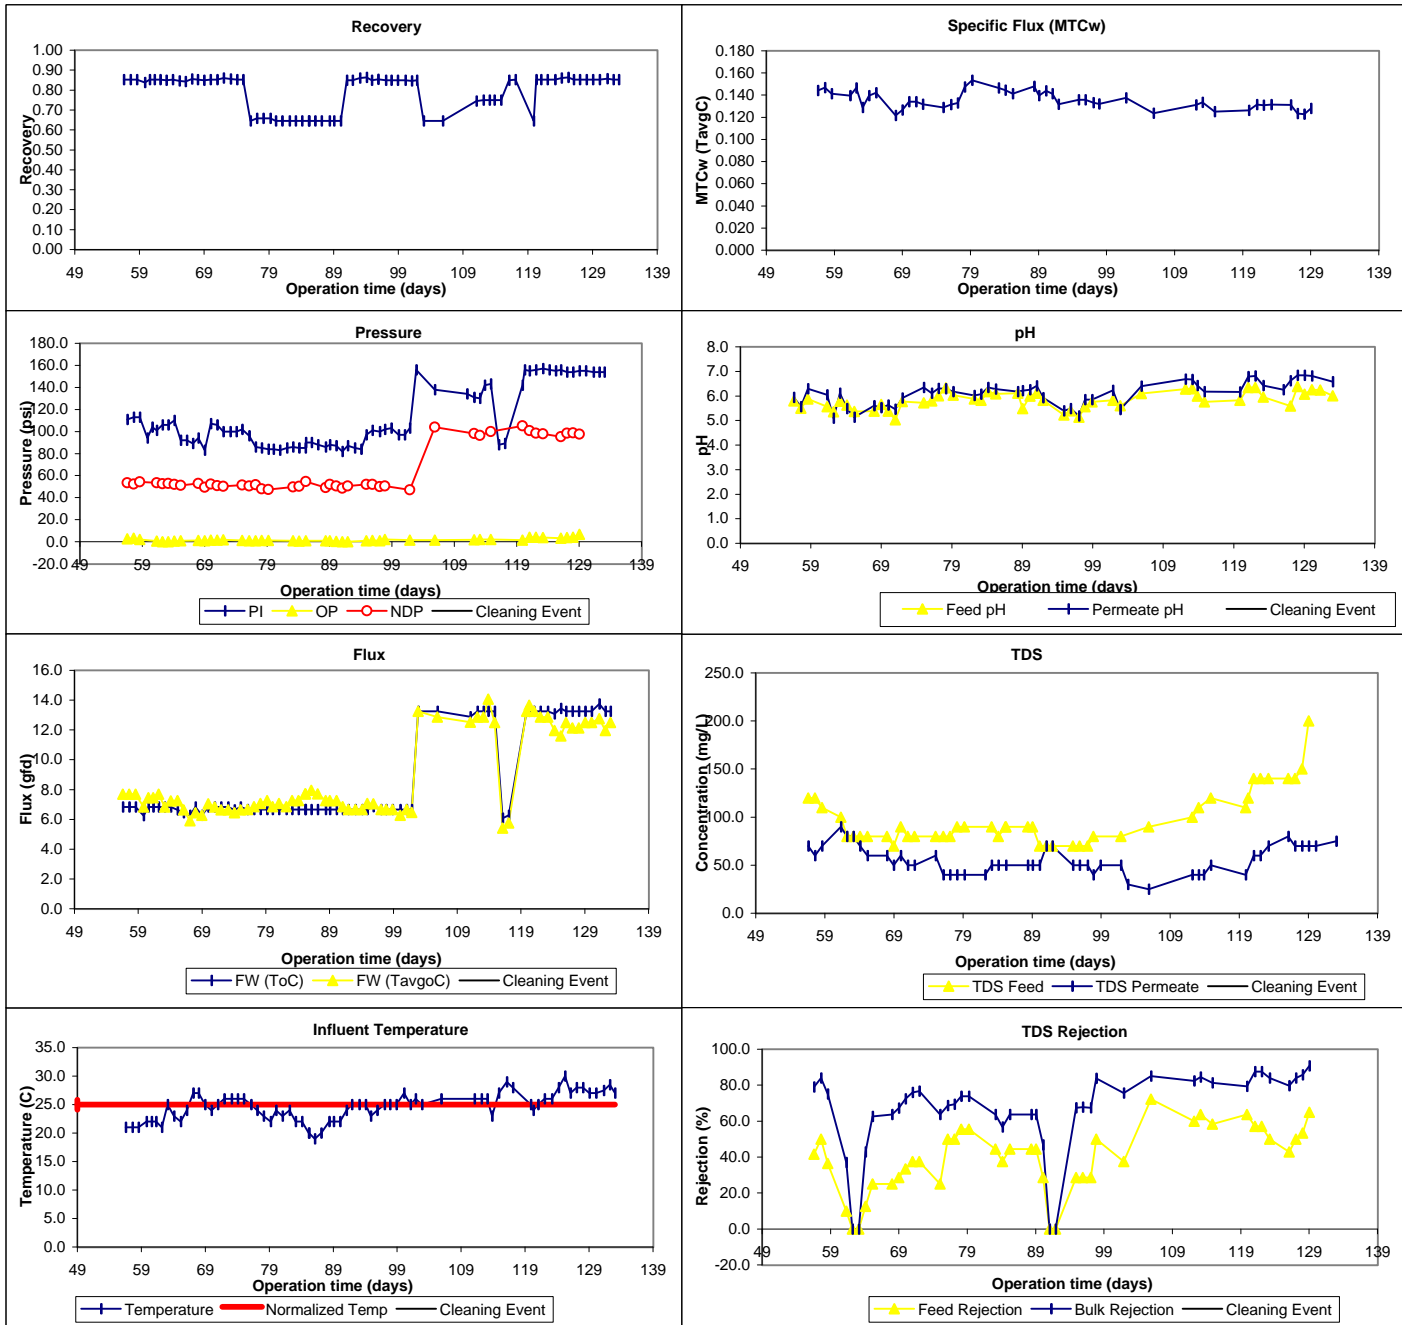 Recovery
1.00
0.90
0.80
0.70
0.60
0.50
0.40
0.30
0.20
0.10
0.00
Recovery
49 59 69 79 89 99 109 119 129 139
Operation time (days)
Specific Flux (MTCw)
0.180
0.160
0.140
0.120
0.100
0.080
0.060
0.040
0.020
0.000
MTCw (TavgC)
49 59 69 79 89 99 109 119 129 139
Operation time (days)
Pressure
180.0
160.0
140.0
120.0
100.0
80.0
60.0
40.0
20.0
0.0
-20.0
Pressure (psi)
49 59 69 79 89 99 109 119 129 139
Operation time (days)
PI OP NDP Cleaning Event
pH
8.0
7.0
6.0
5.0
4.0
3.0
2.0
1.0
0.0
pH
49 59 69 79 89 99 109 119 129 139
Operation time (days)
Feed pH Permeate pH Cleaning Event
Flux
16.0
14.0
12.0
10.0
8.0
6.0
4.0
2.0
0.0
Flux (gfd)
49 59 69 79 89 99 109 119 129 139
Operation time (days)
FW (ToC) FW (TavgoC) Cleaning Event
TDS
250.0
200.0
150.0
100.0
50.0
0.0
Concentration (mg/L)
49 59 69 79 89 99 109 119 129 139
Operation time (days)
TDS Feed TDS Permeate Cleaning Event
Influent Temperature
35.0
30.0
25.0
20.0
15.0
10.0
5.0
0.0
Temperature (C)
49 59 69 79 89 99 109 119 129 139
Operation time (days)
Temperature Normalized Temp Cleaning Event
TDS Rejection
100.0
80.0
60.0
40.0
20.0
0.0
-20.0
Rejection (%)
49 59 69 79 89 99 109 119 129 139
Operation time (days)
Feed Rejection Bulk Rejection Cleaning Event